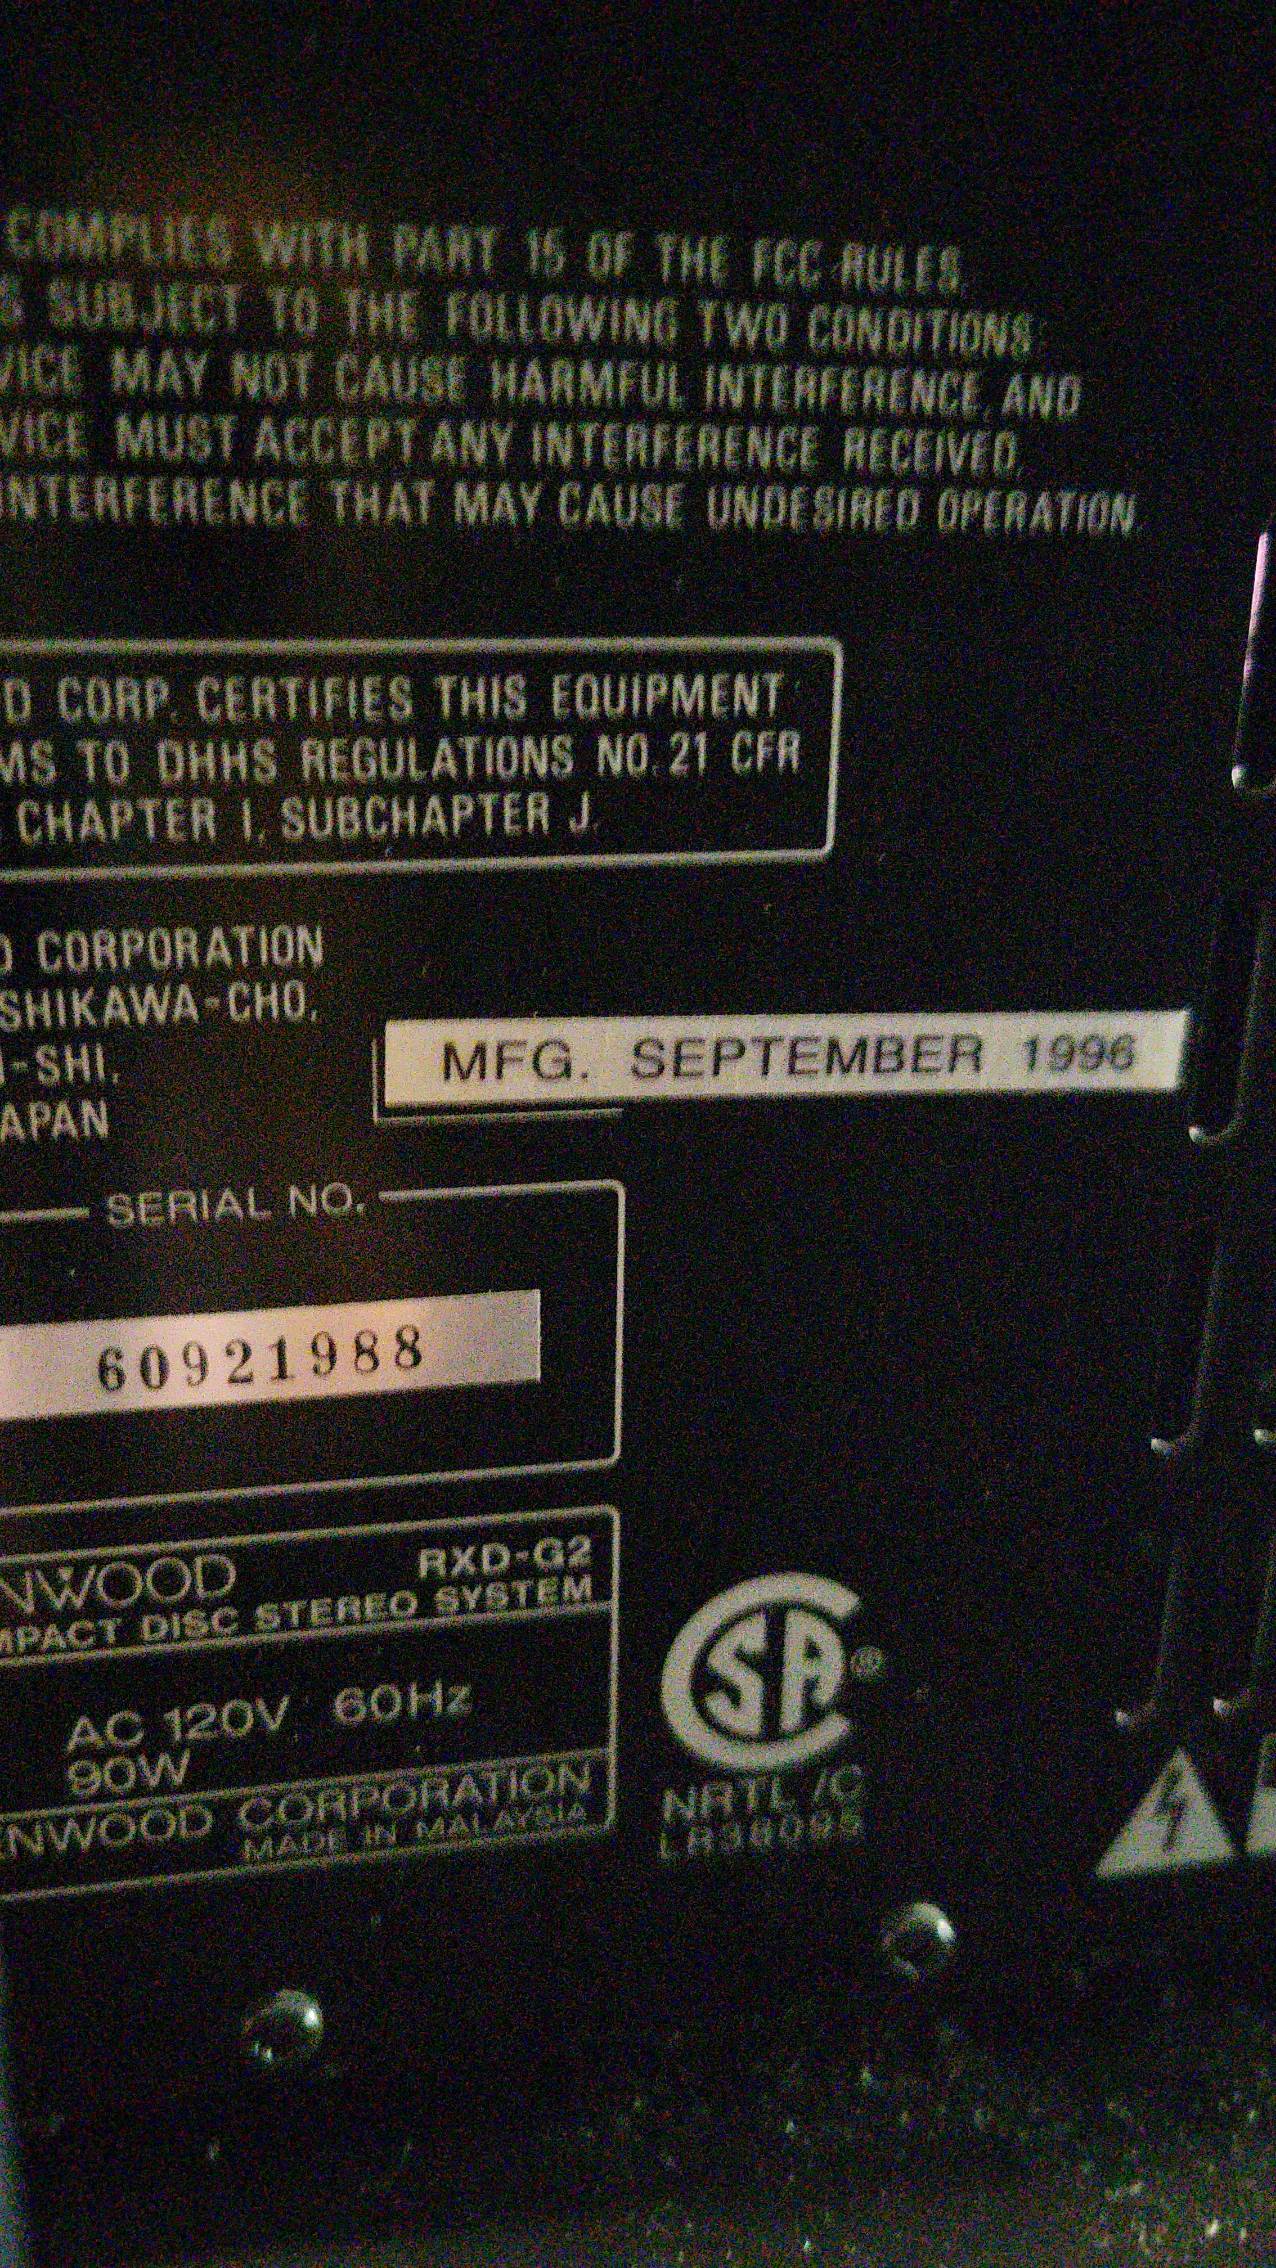 COMPLIES WITH PART 15 OF THE FCC RULES.
S SUBJECT TO THE FOLLOWING TWO CONDITIONS:
VICE MAY NOT CAUSE HARMFUL INTERFERENCE, AND
VICE MUST ACCEPT ANY INTERFERENCE RECEIVED,
INTERFERENCE THAT MAY CAUSE UNDESIRED OPERATION.
D CORP. CERTIFIES THIS EQUIPMENT
MS TO DHHS REGULATIONS NO. 21 CFR
CHAPTER I, SUBCHAPTER J.
D CORPORATION
SHIKAWA-CHO,
I-SHI,
APAN
MFG. SEPTEMBER 1996
SERIAL NO.
60921988
NWOOD RXD-G2
MPACT DISC STEREO SYSTEM
AC 120V 60Hz
90W
ENWOOD CORPORATION
MADE IN MALAYSIA
SA®
NRTL/C